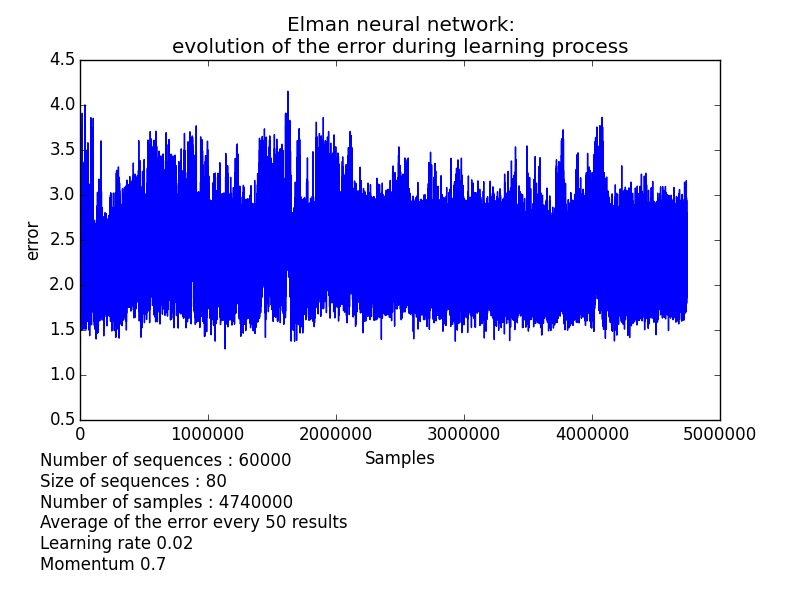 Elman neural network:
evolution of the error during learning process
4.5
4.0
3.5
3.0
2.5
2.0
1.5
1.0
0.5
error
0 1000000 2000000 3000000 4000000 5000000
Samples
Number of sequences : 60000
Size of sequences : 80
Number of samples : 4740000
Average of the error every 50 results
Learning rate 0.02
Momentum 0.7